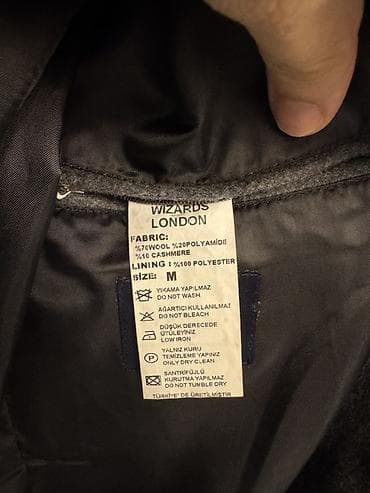 WIZARDS
LONDON
FABRIC:
%70WOOL %20POLYAMIDE
%10 CASHMERE
LINING : %100 POLYESTER
SIZE: M
YIKAMA YAPILMAZ
DO NOT WASH
AĞARTICI KULLANILMAZ
DO NOT BLEACH
DÜŞÜK DERECEDE
ÜTÜLEYİNİZ
LOW IRON
P
YALNIZ KURU
TEMİZLEME YAPINIZ
ONLY DRY CLEAN
SANTRİFÜJLÜ
KURUTMA YAPILMAZ
DO NOT TUMBLE DRY
TÜRKİYE' DE ÜRETİLMİŞTİR